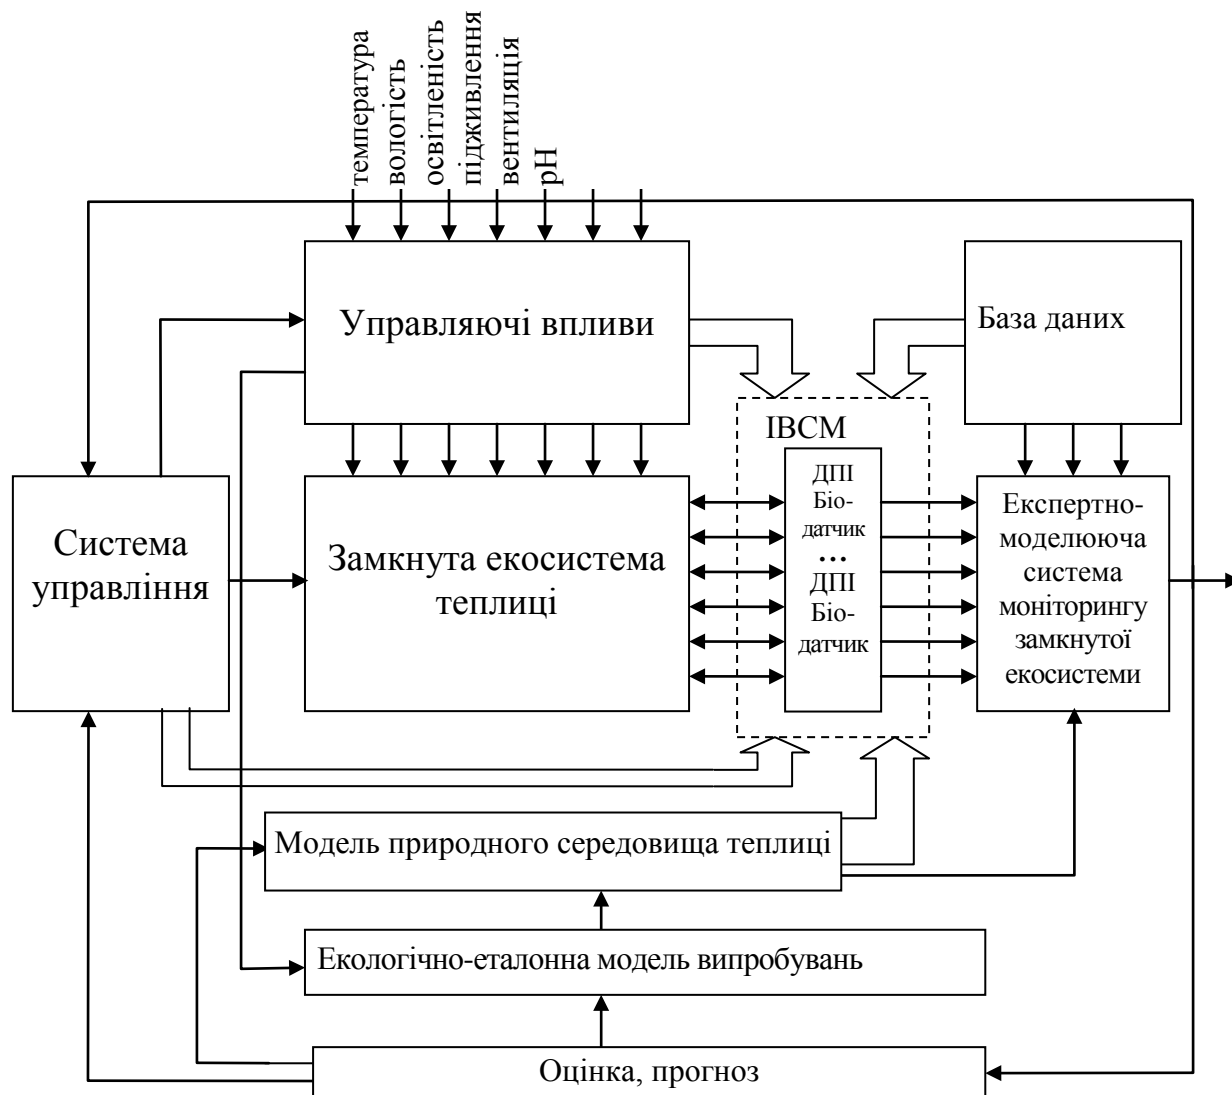 температура
вологість
освітленість
підживлення
вентиляція
pH
Управляючі впливи
База даних
ІВСМ
Система
управління
Замкнута екосистема
теплиці
ДПІ
Біо-
датчик
...
ДПІ
Біо-
датчик
Експертно-
моделююча
система
моніторингу
замкнутої
екосистеми
Модель природного середовища теплиці
Екологічно-еталонна модель випробувань
Оцінка, прогноз